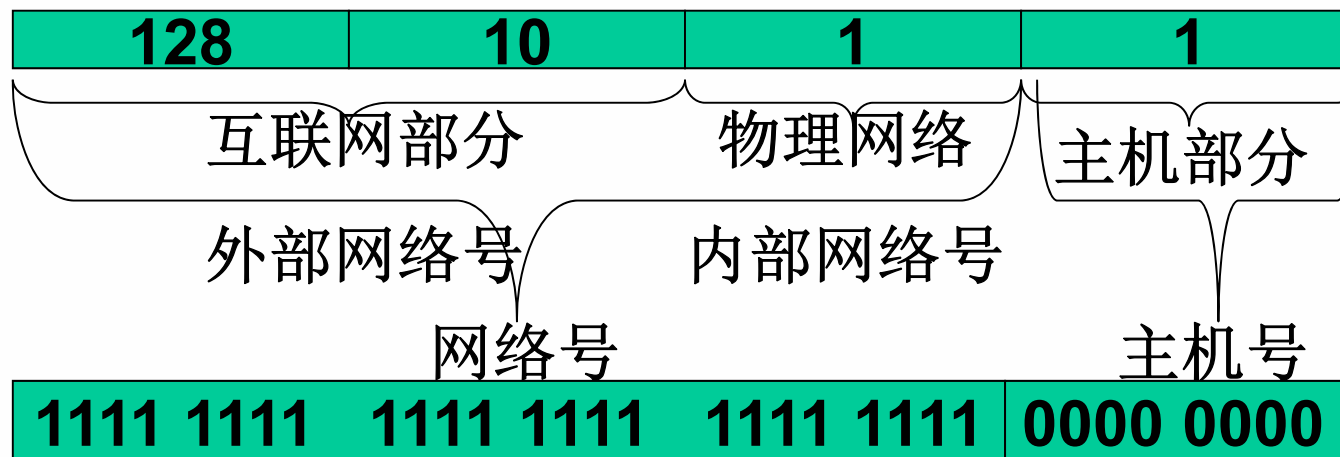 128 10 1 1
互联网部分 物理网络 主机部分
外部网络号 内部网络号
网络号 主机号
1111 1111 1111 1111 1111 1111 0000 0000